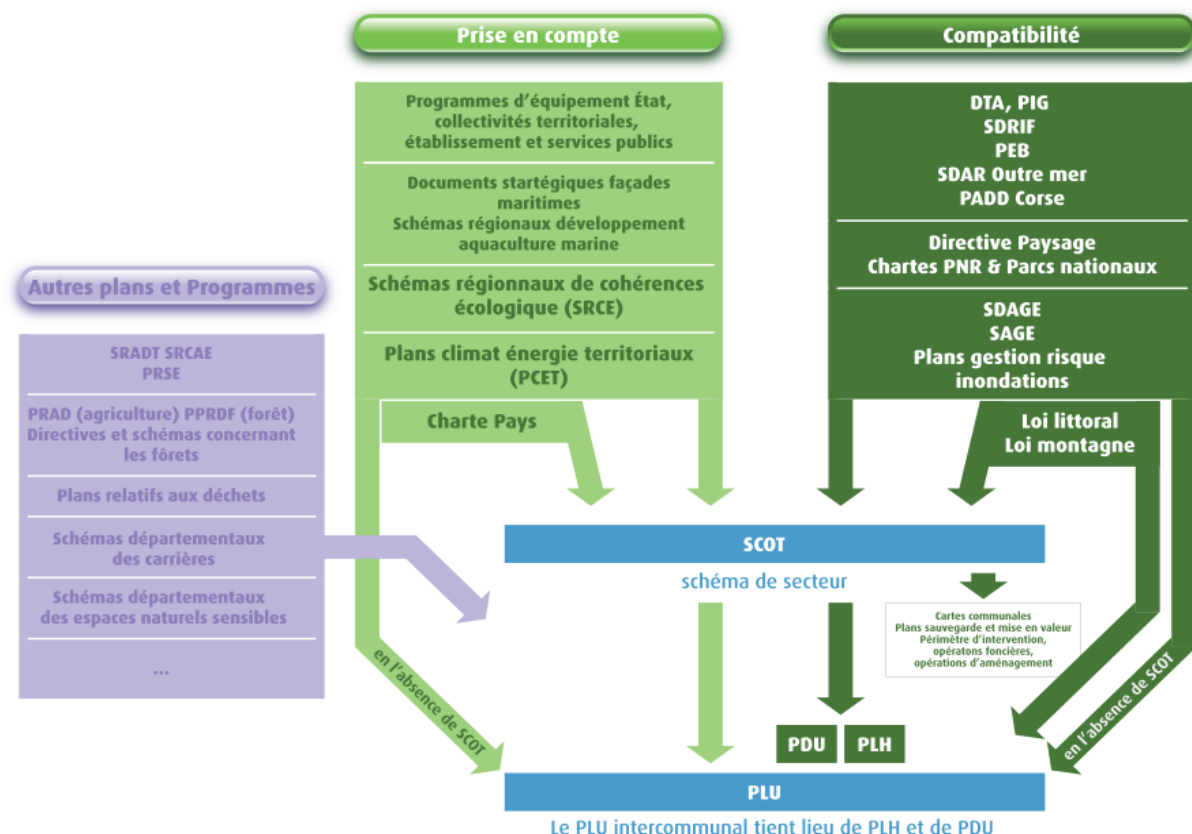 Prise en compte
Programmes d'équipement État,
collectivités territoriales,
établissement et services publics
Documents startégiques façades
maritimes
Schémas régionaux développement
aquaculture marine
Schémas régionnaux de cohérences
écologique (SRCE)
Plans climat énergie territoriaux
(PCET)
Charte Pays
en l'absence de SCOT
Compatibilité
DTA, PIG
SDRIF
PEB
SDAR Outre mer
PADD Corse
Directive Paysage
Chartes PNR & Parcs nationaux
SDAGE
SAGE
Plans gestion risque
inondations
Loi littoral
Loi montagne
en l'absence de SCOT
Autres plans et Programmes
SRADT SRCAE
PRSE
PRAD (agriculture) PPRDF (forêt)
Directives et schémas concernant
les fôrets
Plans relatifs aux déchets
Schémas départementaux
des carrières
Schémas départementaux
des espaces naturels sensibles
...
SCOT
schéma de secteur
Cartes communales
Plans sauvegarde et mise en valeur
Périmètre d'intervention,
opératons foncières,
opérations d'aménagement
PDU PLH
PLU
Le PLU intercommunal tient lieu de PLH et de PDU